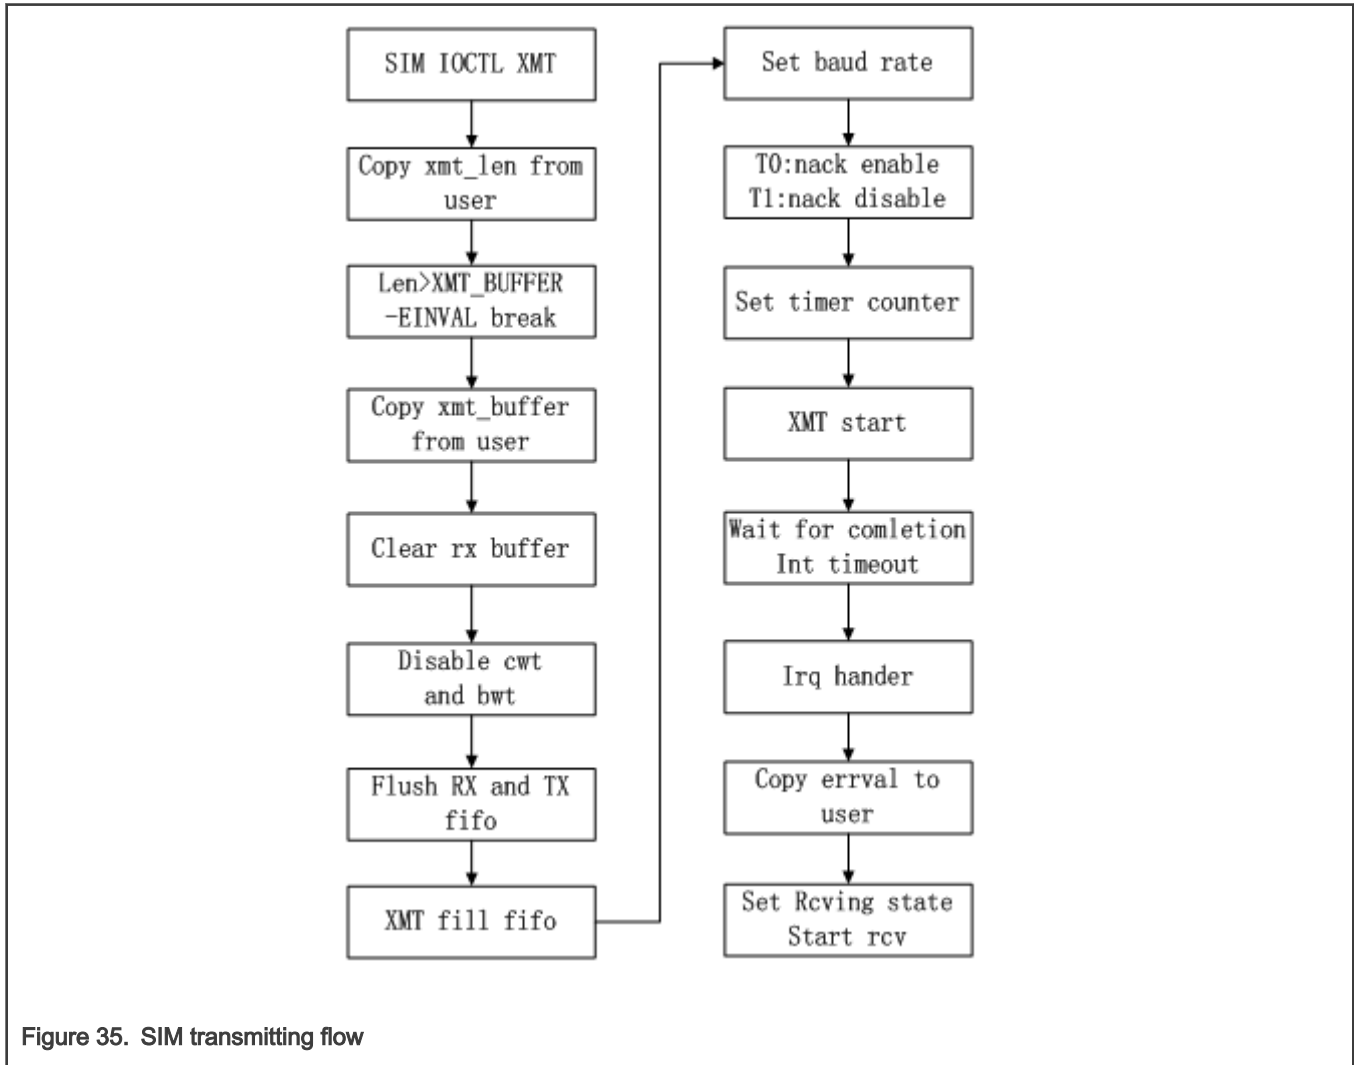 SIM IOCTL XMT
Copy xmt_len from
user
Len>XMT_BUFFER
-EINVAL break
Copy xmt_buffer
from user
Clear rx buffer
Disable cwt
and bwt
Flush RX and TX
fifo
XMT fill fifo
Set baud rate
T0:nack enable
T1:nack disable
Set timer counter
XMT start
Wait for comletion
Int timeout
Irq hander
Copy errval to
user
Set Rcving state
Start rcv
Figure 35. SIM transmitting flow